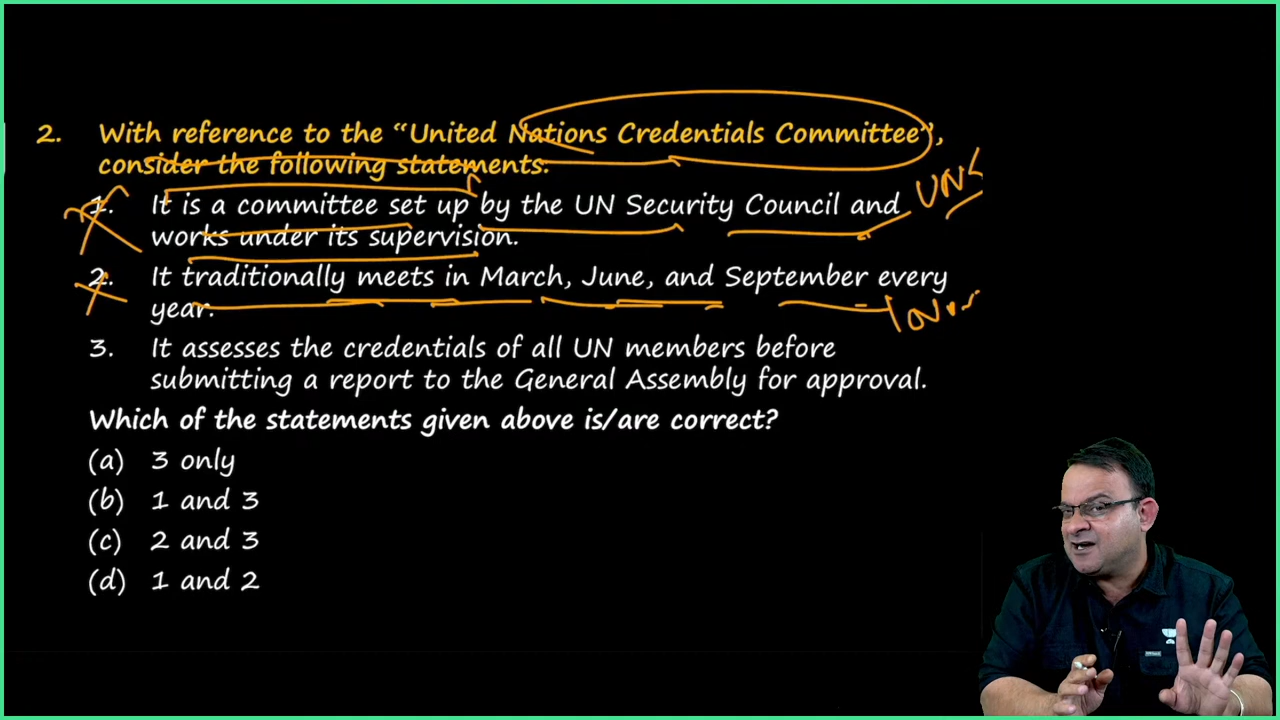 2. With reference to the “United Nations Credentials Committee”,
consider the following statements:
1. It is a committee set up by the UN Security Council and
works under its supervision.
2. It traditionally meets in March, June, and September every
year.
3. It assesses the credentials of all UN members before
submitting a report to the General Assembly for approval.
Which of the statements given above is/are correct?
(a) 3 only
(b) 1 and 3
(c) 2 and 3
(d) 1 and 2